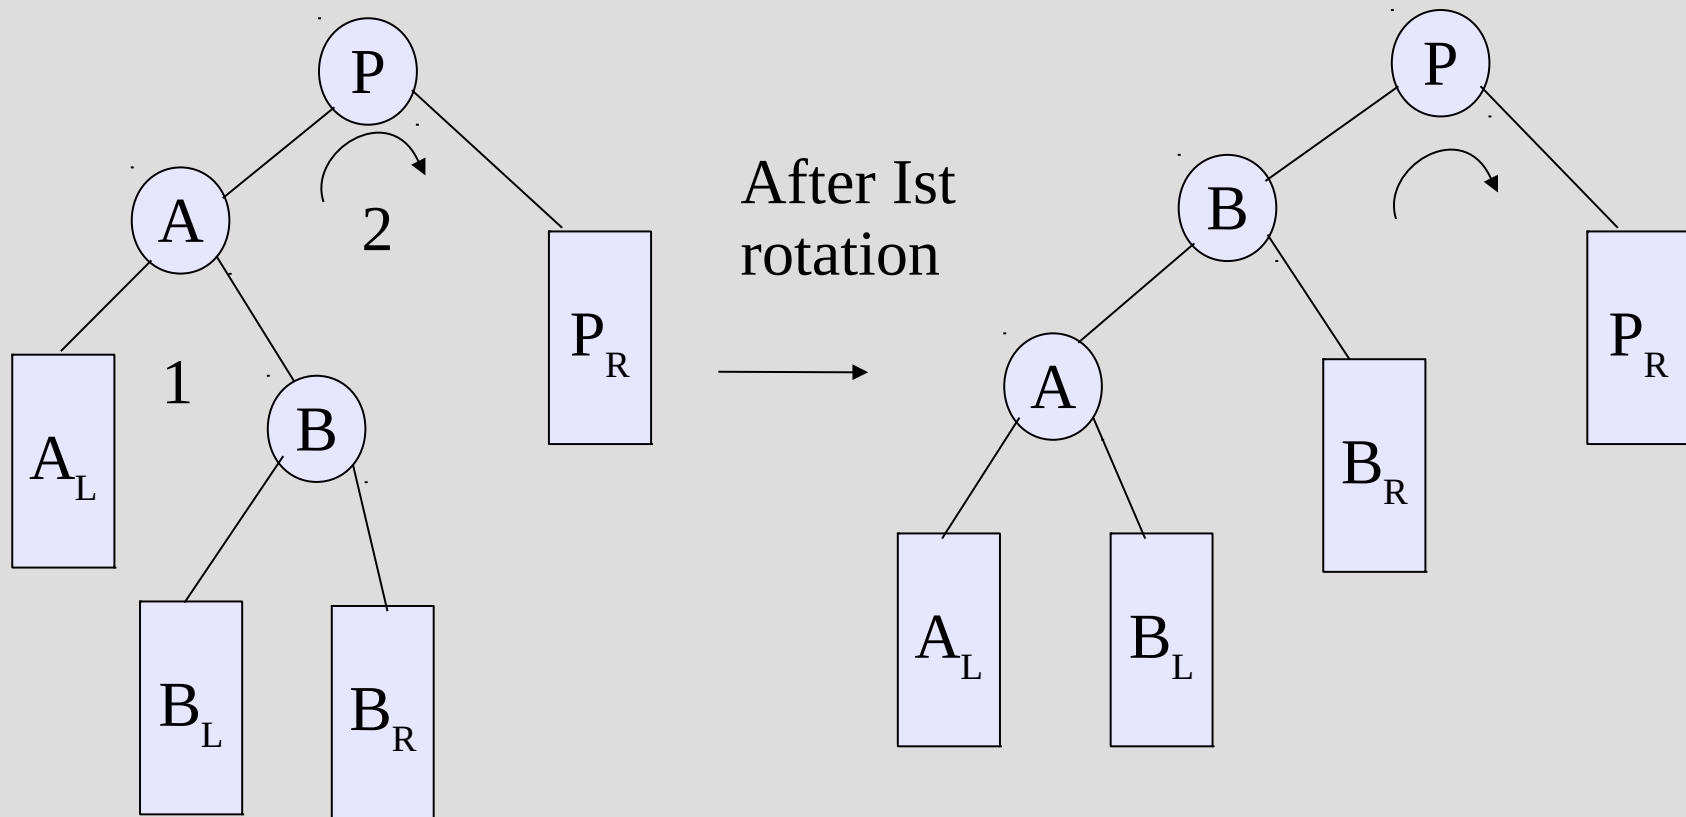 P
A
2
P_R
A_L
1
B
B_L
B_R
After Ist
rotation
P
B
P_R
A
B_R
A_L
B_L